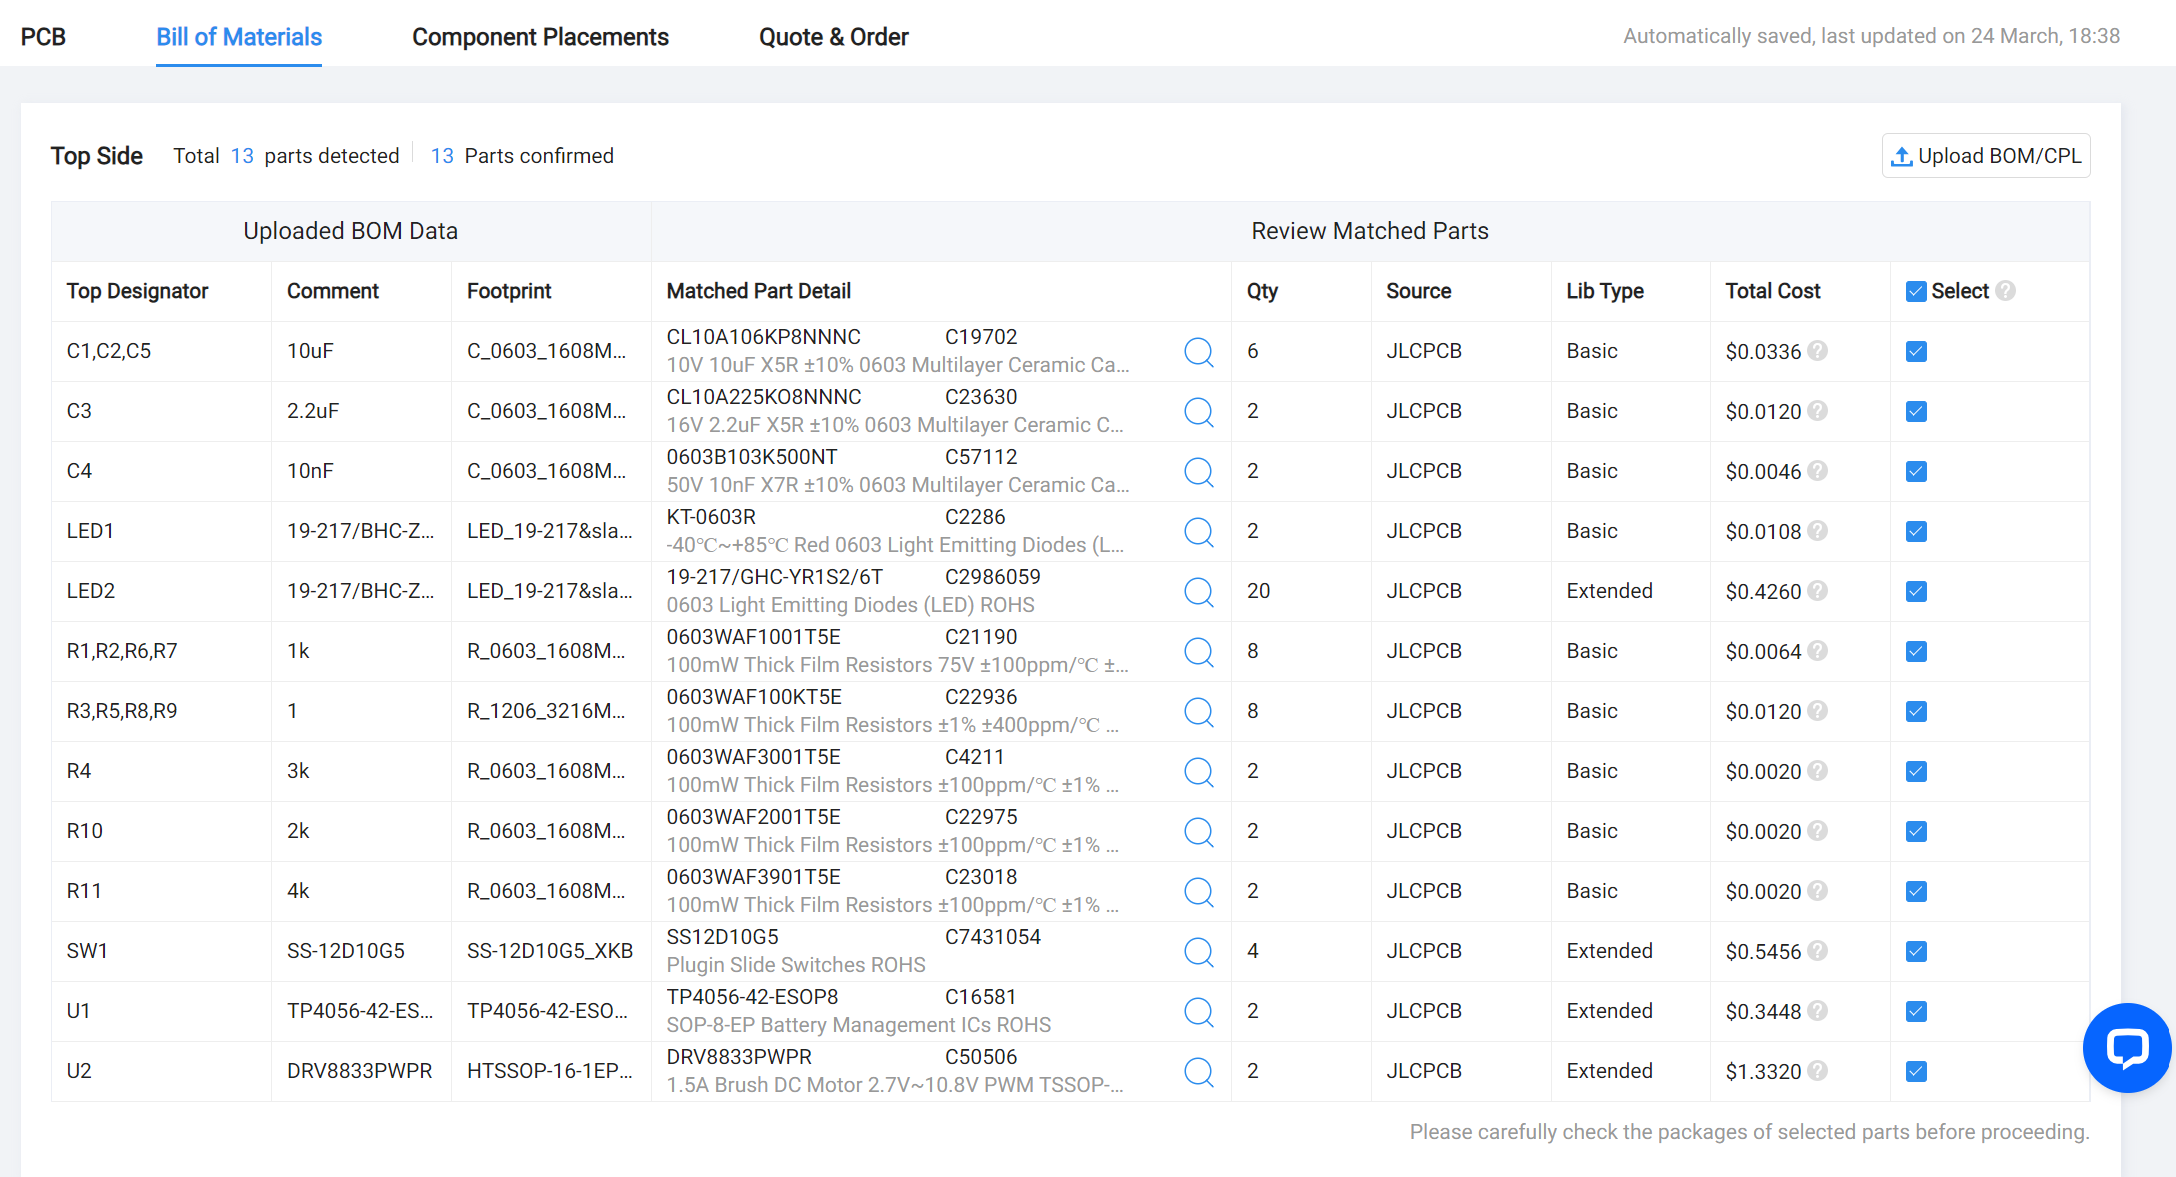 PCB Bill of Materials Component Placements Quote & Order Automatically saved, last updated on 24 March, 18:38
Top Side Total 13 parts detected 13 Parts confirmed Upload BOM/CPL
Uploaded BOM Data Review Matched Parts
Top Designator Comment Footprint Matched Part Detail Qty Source Lib Type Total Cost Select
C1,C2,C5 10uF C_0603_1608M... CL10A106KP8NNNC C19702 6 JLCPCB Basic $0.0336
10V 10uF X5R ±10% 0603 Multilayer Ceramic Ca...
C3 2.2uF C_0603_1608M... CL10A225KO8NNNC C23630 2 JLCPCB Basic $0.0120
16V 2.2uF X5R ±10% 0603 Multilayer Ceramic C...
C4 10nF C_0603_1608M... 0603B103K500NT C57112 2 JLCPCB Basic $0.0046
50V 10nF X7R ±10% 0603 Multilayer Ceramic Ca...
LED1 19-217/BHC-Z... LED_19-217&sla... KT-0603R C2286 2 JLCPCB Basic $0.0108
-40℃~+85℃ Red 0603 Light Emitting Diodes (L...
LED2 19-217/BHC-Z... LED_19-217&sla... 19-217/GHC-YR1S2/6T C2986059 20 JLCPCB Extended $0.4260
0603 Light Emitting Diodes (LED) ROHS
R1,R2,R6,R7 1k R_0603_1608M... 0603WAF1001T5E C21190 8 JLCPCB Basic $0.0064
100mW Thick Film Resistors 75V ±100ppm/℃ ±...
R3,R5,R8,R9 1 R_1206_3216M... 0603WAF100KT5E C22936 8 JLCPCB Basic $0.0120
100mW Thick Film Resistors ±1% ±400ppm/℃ ...
R4 3k R_0603_1608M... 0603WAF3001T5E C4211 2 JLCPCB Basic $0.0020
100mW Thick Film Resistors ±100ppm/℃ ±1% ...
R10 2k R_0603_1608M... 0603WAF2001T5E C22975 2 JLCPCB Basic $0.0020
100mW Thick Film Resistors ±100ppm/℃ ±1% ...
R11 4k R_0603_1608M... 0603WAF3901T5E C23018 2 JLCPCB Basic $0.0020
100mW Thick Film Resistors ±100ppm/℃ ±1% ...
SW1 SS-12D10G5 SS-12D10G5_XKB SS12D10G5 C7431054 4 JLCPCB Extended $0.5456
Plugin Slide Switches ROHS
U1 TP4056-42-ES... TP4056-42-ESO... TP4056-42-ESOP8 C16581 2 JLCPCB Extended $0.3448
SOP-8-EP Battery Management ICs ROHS
U2 DRV8833PWPR HTSSOP-16-1EP... DRV8833PWPR C50506 2 JLCPCB Extended $1.3320
1.5A Brush DC Motor 2.7V~10.8V PWM TSSOP-...
Please carefully check the packages of selected parts before proceeding.